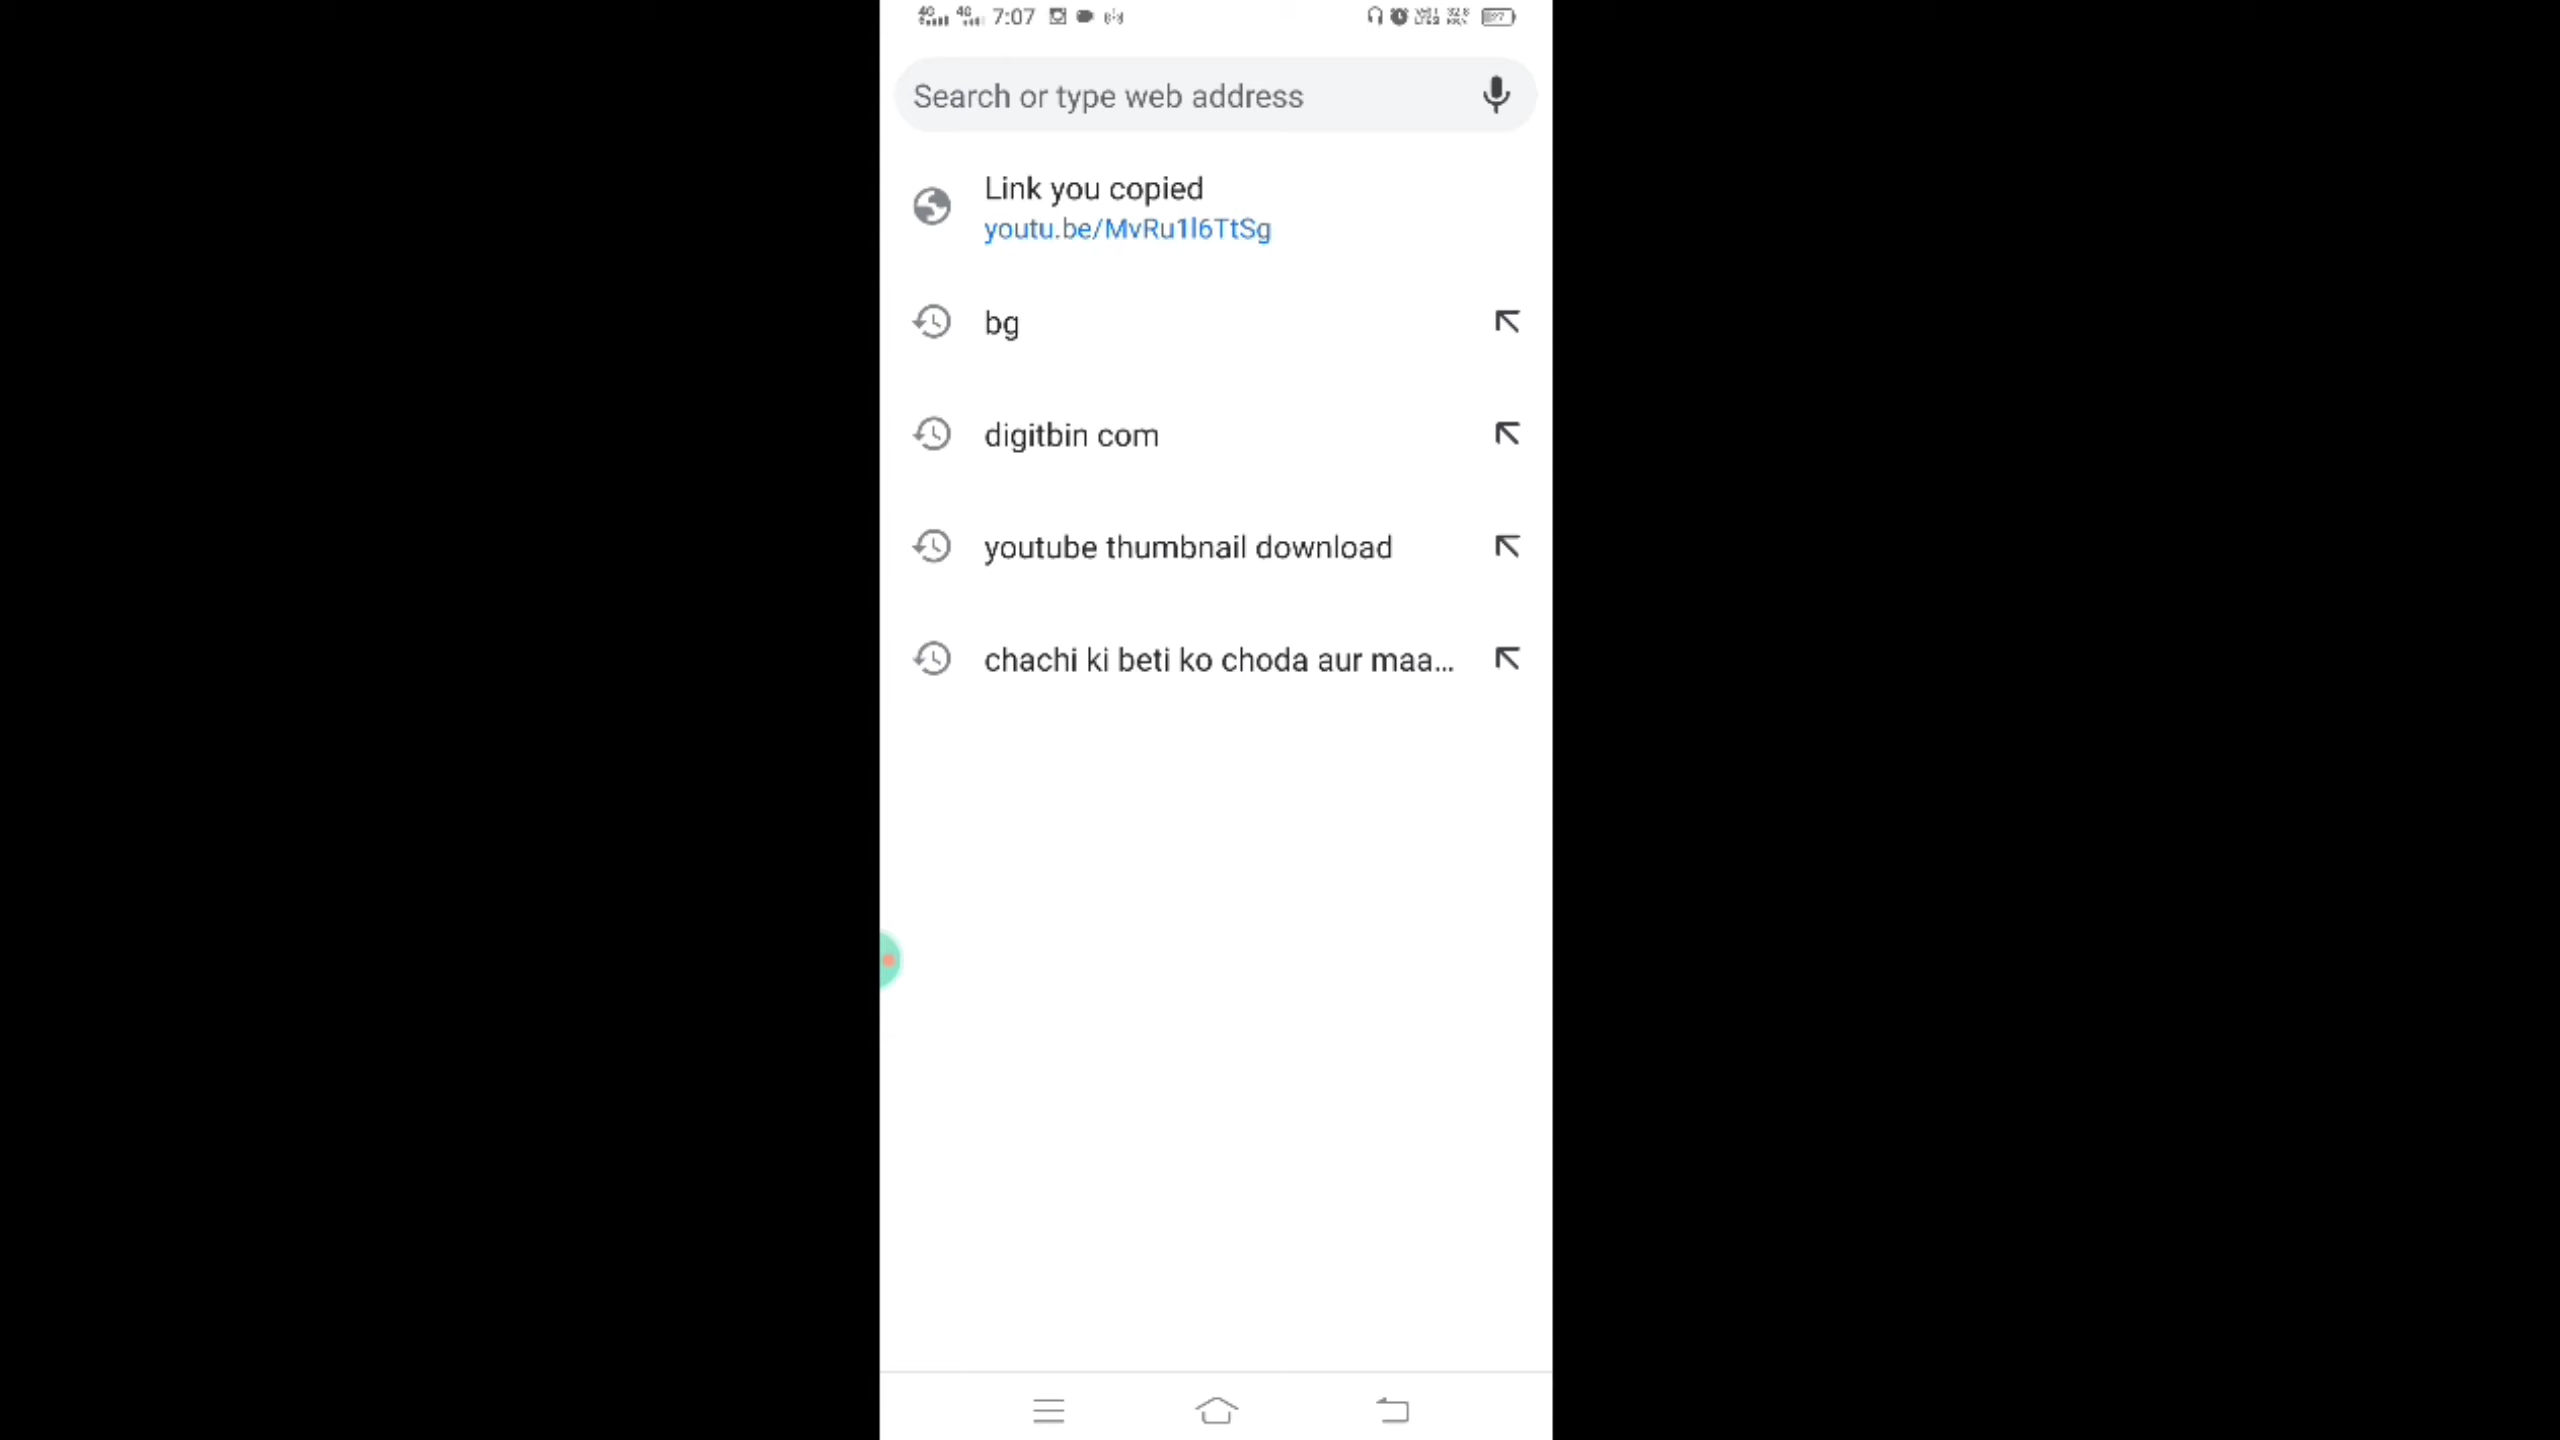 7:07
Search or type web address
Link you copied
youtu.be/MvRu1l6TtSg
bg
digitbin com
youtube thumbnail download
chachi ki beti ko choda aur maa...